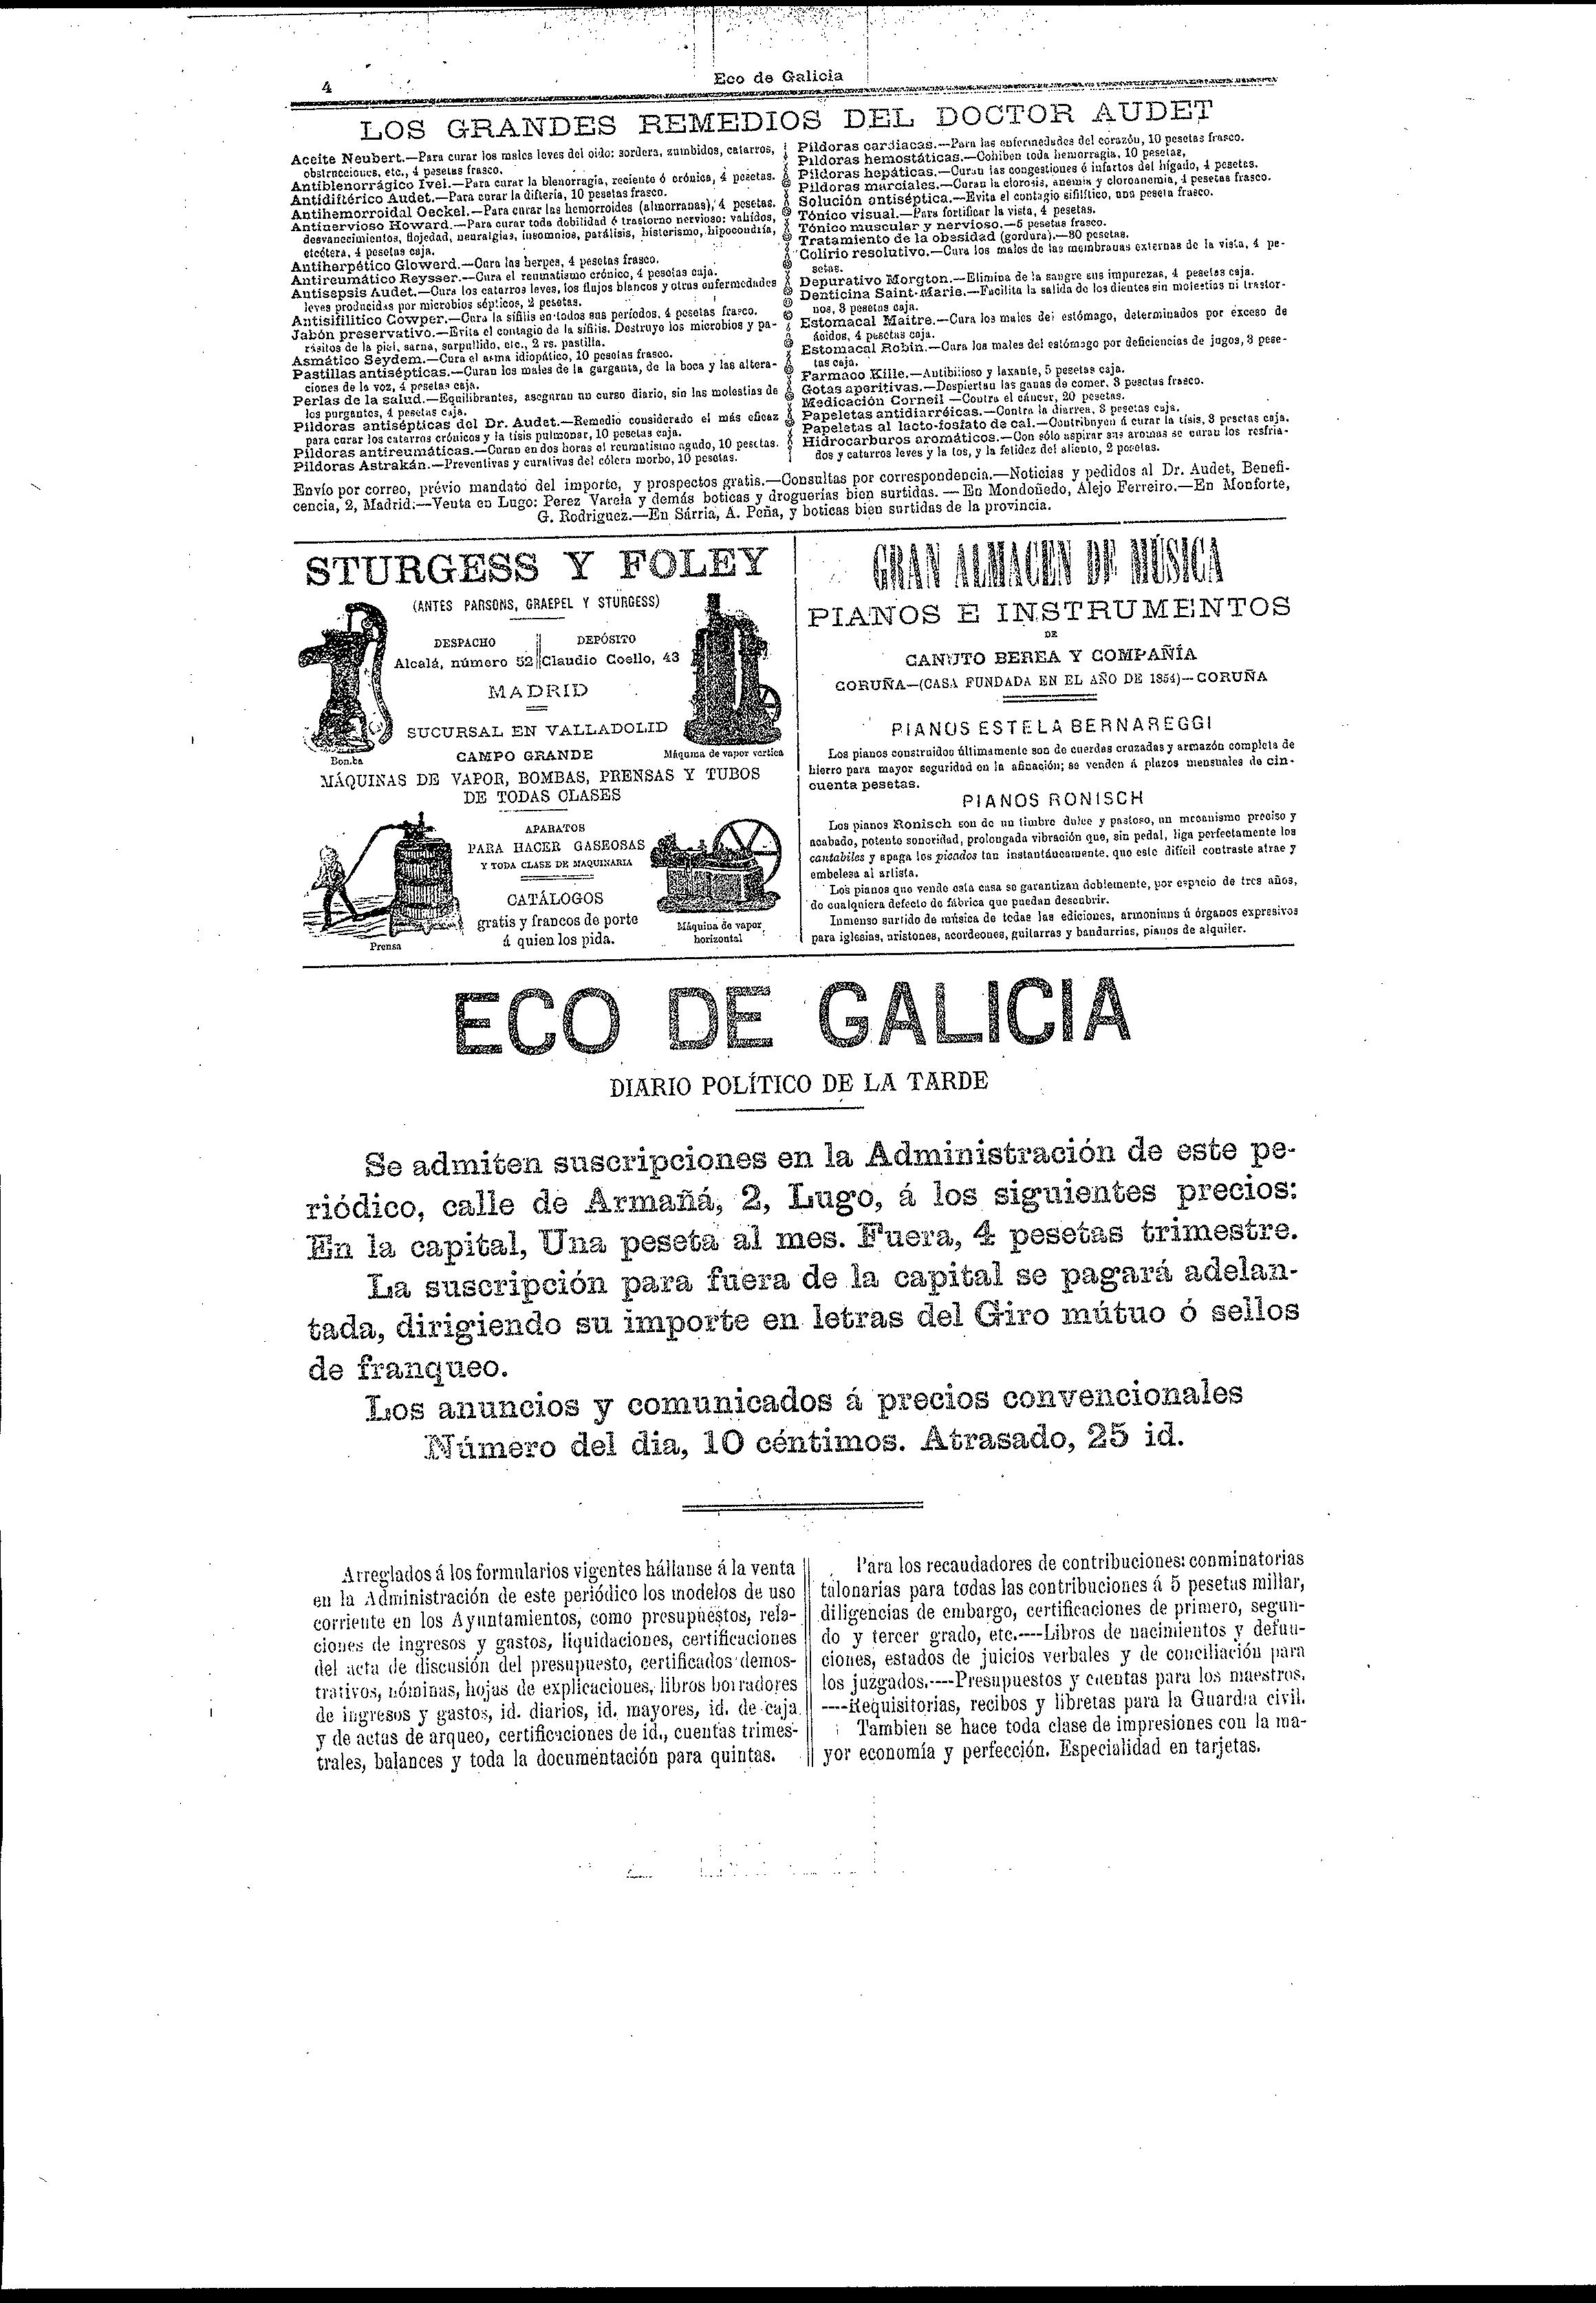 4
Eco de Galicia
LOS GRANDES REMEDIOS DEL DOCTOR AUDET
Aceite Neubert.—Para curar los males leves del oido: sordera, zumbidos, catarros,
obstrucciones, etc., 4 pesetas frasco.
Antiblenorrágico Ivel.—Para curar la blenorragia, reciente ó crónica, 4 pesetas.
Antidiftérico Audet.—Para curar la difteria, 10 pesetas frasco.
Antihemorroidal Oeckel.—Para curar las hemorroides (almorranas), 4 pesetas.
Antinervioso Howard.—Para curar toda debilidad ó trastorno nervioso: vahidos,
desvanecimientos, flojedad, neuralgias, insomnios, parálisis, histerismo, hipocondría,
etcétera, 4 pesetas caja.
Antiherpético Glowerd.—Cura las herpes, 4 pesetas frasco.
Antireumático Reysser.—Cura el reumatismo crónico, 4 pesetas caja.
Antisepsis Audet.—Cura los catarros leves, los flujos blancos y otras enfermedades
leves producidas por microbios sépticos, 2 pesetas.
Antisifilítico Cowper.—Cura la sífilis en todos sus períodos, 4 pesetas frasco.
Jabón preservativo.—Evita el contagio de la sífilis. Destruye los microbios y pa-
rásitos de la piel, sarna, sarpullido, etc., 2 rs. pastilla.
Asmático Seydem.—Cura el asma idiopático, 10 pesetas frasco.
Pastillas antisépticas.—Curan los males de la garganta, de la boca y las altera-
ciones de la voz, 4 pesetas caja.
Perlas de la salud.—Equilibrantes, aseguran un curso diario, sin las molestias de
los purgantes, 4 pesetas caja.
Píldoras antisépticas del Dr. Audet.—Remedio considerado el más eficaz
para curar los catarros crónicos y la tisis pulmonar, 10 pesetas caja.
Píldoras antireumáticas.—Curan en dos horas el reumatismo agudo, 10 pesetas.
Píldoras Astrakán.—Preventivas y curativas del cólera morbo, 10 pesetas.
Píldoras cardiacas.—Para las enfermedades del corazón, 10 pesetas frasco.
Píldoras hemostáticas.—Cohiben toda hemorragia, 10 pesetas,
Píldoras hepáticas.—Curan las congestiones ó infartos del hígado, 4 pesetas.
Píldoras marciales.—Curan la clorosis, anemia y cloroanemia, 4 pesetas frasco.
Solución antiséptica.—Evita el contagio sifilítico, una peseta frasco.
Tónico visual.—Para fortificar la vista, 4 pesetas.
Tónico muscular y nervioso.—5 pesetas frasco.
Tratamiento de la obesidad (gordura).—30 pesetas.
Colirio resolutivo.—Cura los males de las membranas externas de la vista, 4 pe-
setas.
Depurativo Morgton.—Elimina de la sangre sus impurezas, 4 pesetas caja.
Denticina Saint-Marie.—Facilita la salida de los dientes sin molestias ni trastor-
nos, 3 pesetas caja.
Estomacal Maitre.—Cura los males del estómago, determinados por exceso de
ácidos, 4 pesetas caja.
Estomacal Robin.—Cura los males del estómago por deficiencias de jugos, 3 pese-
tas caja.
Farmaco Kille.—Antibilioso y laxante, 5 pesetas caja.
Gotas aperitivas.—Despiertan las ganas de comer, 3 pesetas frasco.
Medicación Corneil—Contra el cáncer, 20 pesetas.
Papeletas antidiarréicas.—Contra la diarrea, 3 pesetas caja.
Papeletas al lacto-fosfato de cal.—Contribuyen á curar la tisis, 3 pesetas caja.
Hidrocarburos aromáticos.—Con sólo aspirar sus aromas se curan los resfria-
dos y catarros leves y la tos, y la felidez del aliento, 2 pesetas.
Envío por correo, prévio mandato del importe, y prospectos gratis.—Consultas por correspondencia.—Noticias y pedidos al Dr. Audet, Benefi-
cencia, 2, Madrid:—Venta en Lugo: Perez Varela y demás boticas y droguerías bien surtidas.—En Mondoñedo, Alejo Ferreiro.—En Monforte,
G. Rodriguez.—En Sárria, A. Peña, y boticas bien surtidas de la provincia.
STURGESS Y FOLEY
(ANTES PARSONS, GRAEPEL Y STURGESS)
DESPACHO
Alcalá, número 52
DEPÓSITO
Claudio Coello, 43
MADRID
SUCURSAL EN VALLADOLID
CAMPO GRANDE
Bomba
Máquina de vapor vertica
MÁQUINAS DE VAPOR, BOMBAS, PRENSAS Y TUBOS
DE TODAS CLASES
APARATOS
PARA HACER GASEOSAS
Y TODA CLASE DE MAQUINARIA
CATÁLOGOS
gratis y francos de porte
á quien los pida.
Prensa
Máquina de vapor
horizontal
GRAN ALMACEN DE MÚSICA
PIANOS E INSTRUMENTOS
DE
CANUTO BEREA Y COMPAÑÍA
CORUÑA—(CASA FUNDADA EN EL AÑO DE 1854)—CORUÑA
PIANOS ESTELA BERNAREGGI
Los pianos construidos últimamente son de cuerdas cruzadas y armazón completa de
hierro para mayor seguridad en la afinación; se venden á plazos mensuales de cin-
cuenta pesetas.
PIANOS RONISCH
Los pianos Ronisch son de un timbre dulce y pastoso, un mecanismo preciso y
acabado, potente sonoridad, prolongada vibración que, sin pedal, liga perfectamente los
cantabiles y apaga los picados tan instantáneamente, que este difícil contraste atrae y
embelesa al artista.
Los pianos que vende esta casa se garantizan doblemente, por espacio de tres años,
de cualquiera defecto de fábrica que puedan descubrir.
Inmenso surtido de música de todas las ediciones, armoniums ú órganos expresivos
para iglesias, aristones, acordeones, guitarras y bandurrias, pianos de alquiler.
ECO DE GALICIA
DIARIO POLÍTICO DE LA TARDE
Se admiten suscripciones en la Administración de este pe-
riódico, calle de Armañá, 2, Lugo, á los siguientes precios:
En la capital, Una peseta al mes. Fuera, 4 pesetas trimestre.
La suscripción para fuera de la capital se pagará adelan-
tada, dirigiendo su importe en letras del Giro mútuo ó sellos
de franqueo.
Los anuncios y comunicados á precios convencionales
Número del dia, 10 céntimos. Atrasado, 25 id.
Arreglados á los formularios vigentes hállanse á la venta
en la Administración de este periódico los modelos de uso
corriente en los Ayuntamientos, como presupuestos, rela-
ciones de ingresos y gastos, liquidaciones, certificaciones
del acta de discusión del presupuesto, certificados demos-
trativos, nóminas, hojas de explicaciones, libros borradores
de ingresos y gastos, id. diarios, id. mayores, id. de caja
y de actas de arqueo, certificaciones de id., cuentas trimes-
trales, balances y toda la documentación para quintas.
Para los recaudadores de contribuciones: conminatorias
talonarias para todas las contribuciones á 5 pesetas millar,
diligencias de embargo, certificaciones de primero, segun-
do y tercer grado, etc.----Libros de nacimientos y defun-
ciones, estados de juicios verbales y de conciliación para
los juzgados.----Presupuestos y cuentas para los maestros.
----Requisitorias, recibos y libretas para la Guardia civil.
Tambien se hace toda clase de impresiones con la ma-
yor economía y perfección. Especialidad en tarjetas.